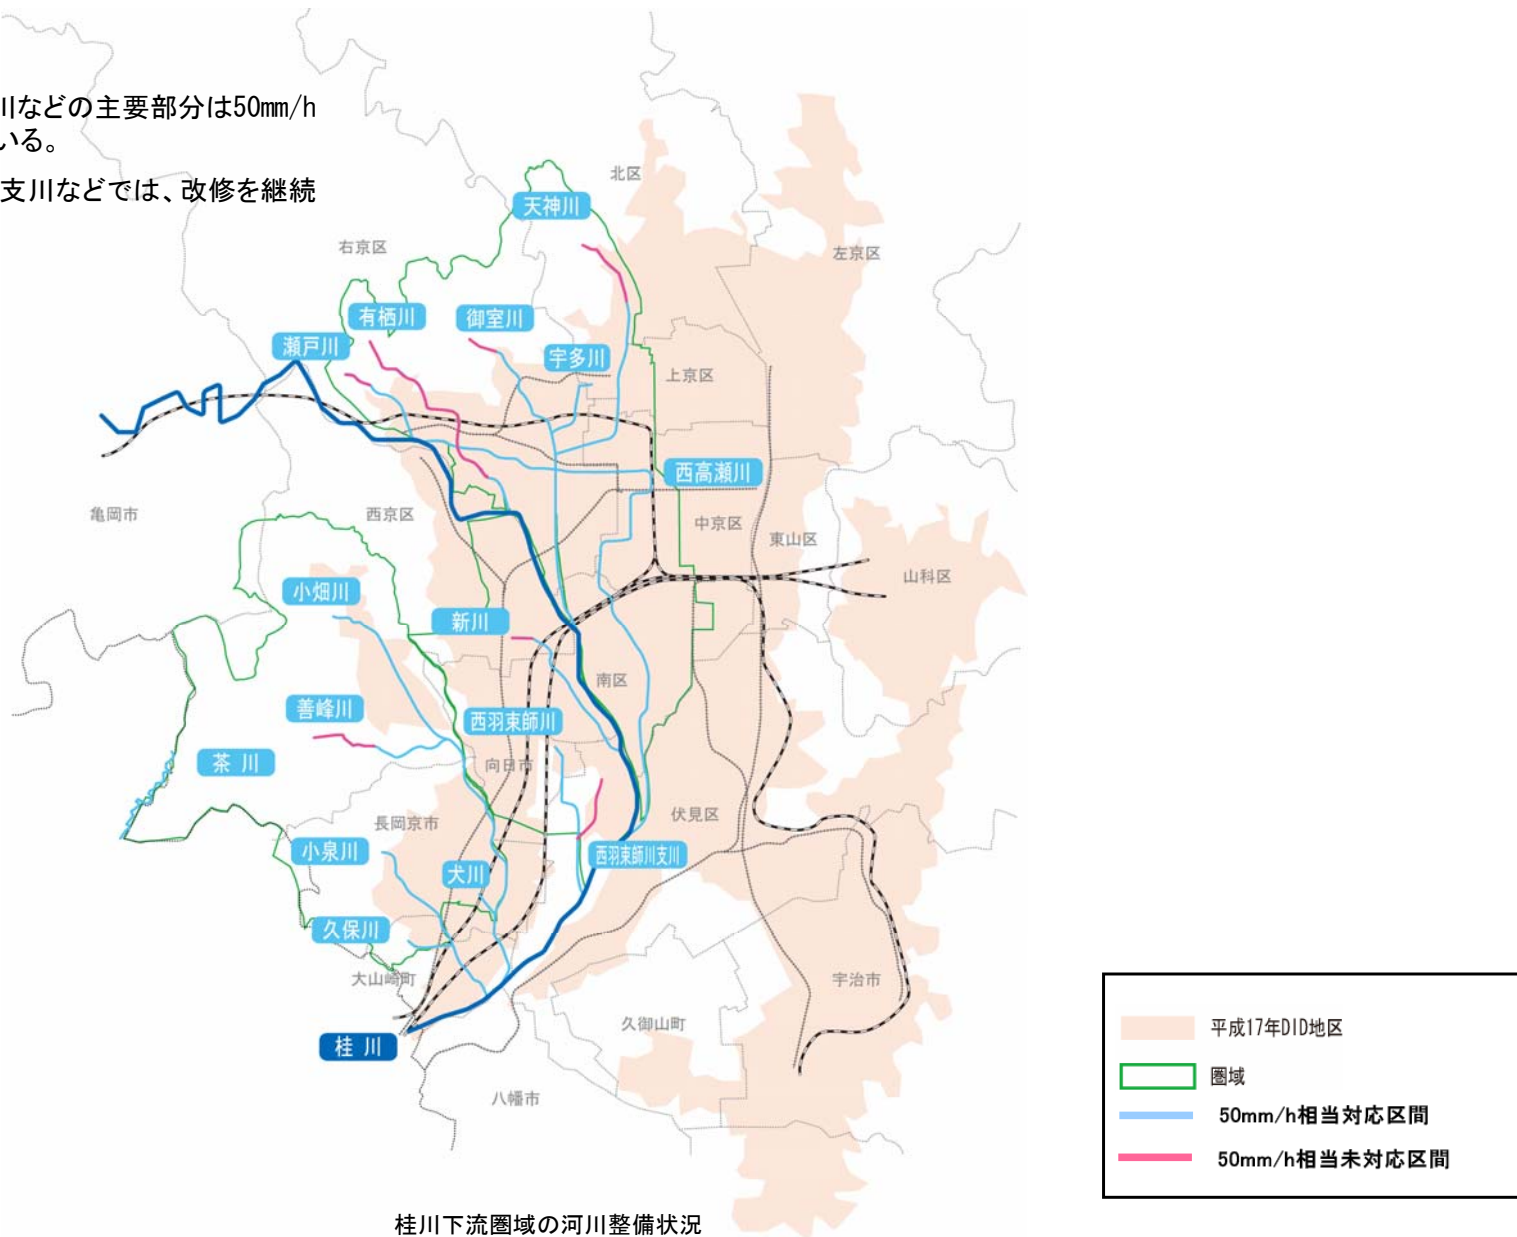 川などの主要部分は50mm/h
いる。
支川などでは、改修を継続
北区
天神川
右京区
左京区
有栖川
御室川
瀬戸川
宇多川
上京区
西高瀬川
亀岡市
西京区
中京区
東山区
山科区
小畑川
新川
南区
善峰川
西羽束師川
茶 川
向日市
伏見区
長岡京市
小泉川
西羽束師川支川
犬川
久保川
大山崎町
宇治市
久御山町
桂 川
八幡市
平成17年DID地区
圏域
50mm/h相当対応区間
50mm/h相当未対応区間
桂川下流圏域の河川整備状況